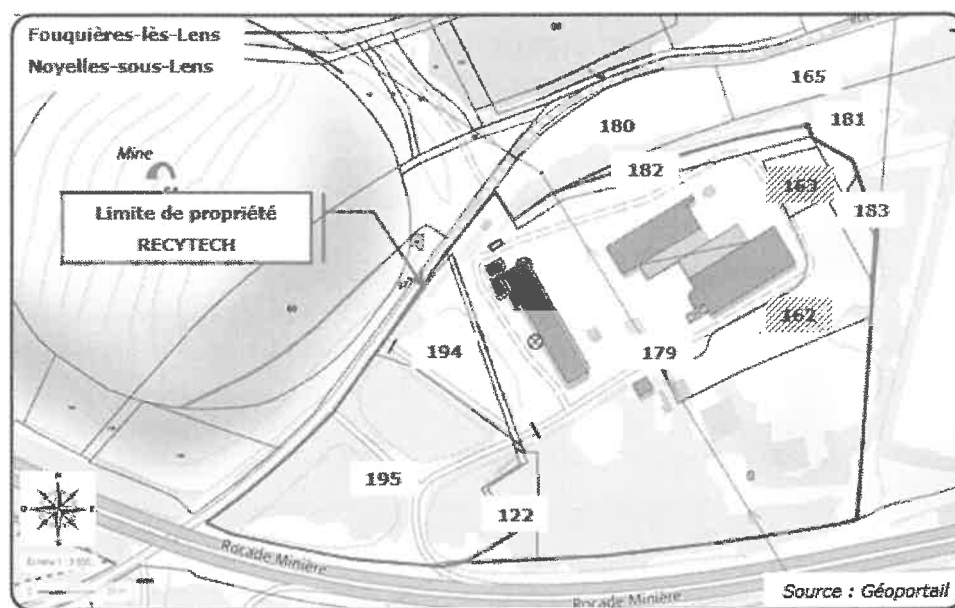 Fouquières-lès-Lens
Noyelles-sous-Lens
Mine
Limite de propriété
RECYTECH
165
180
181
182
163
183
162
179
194
195
122
Rocade Minière
Rocade Minière
Source : Géoportail